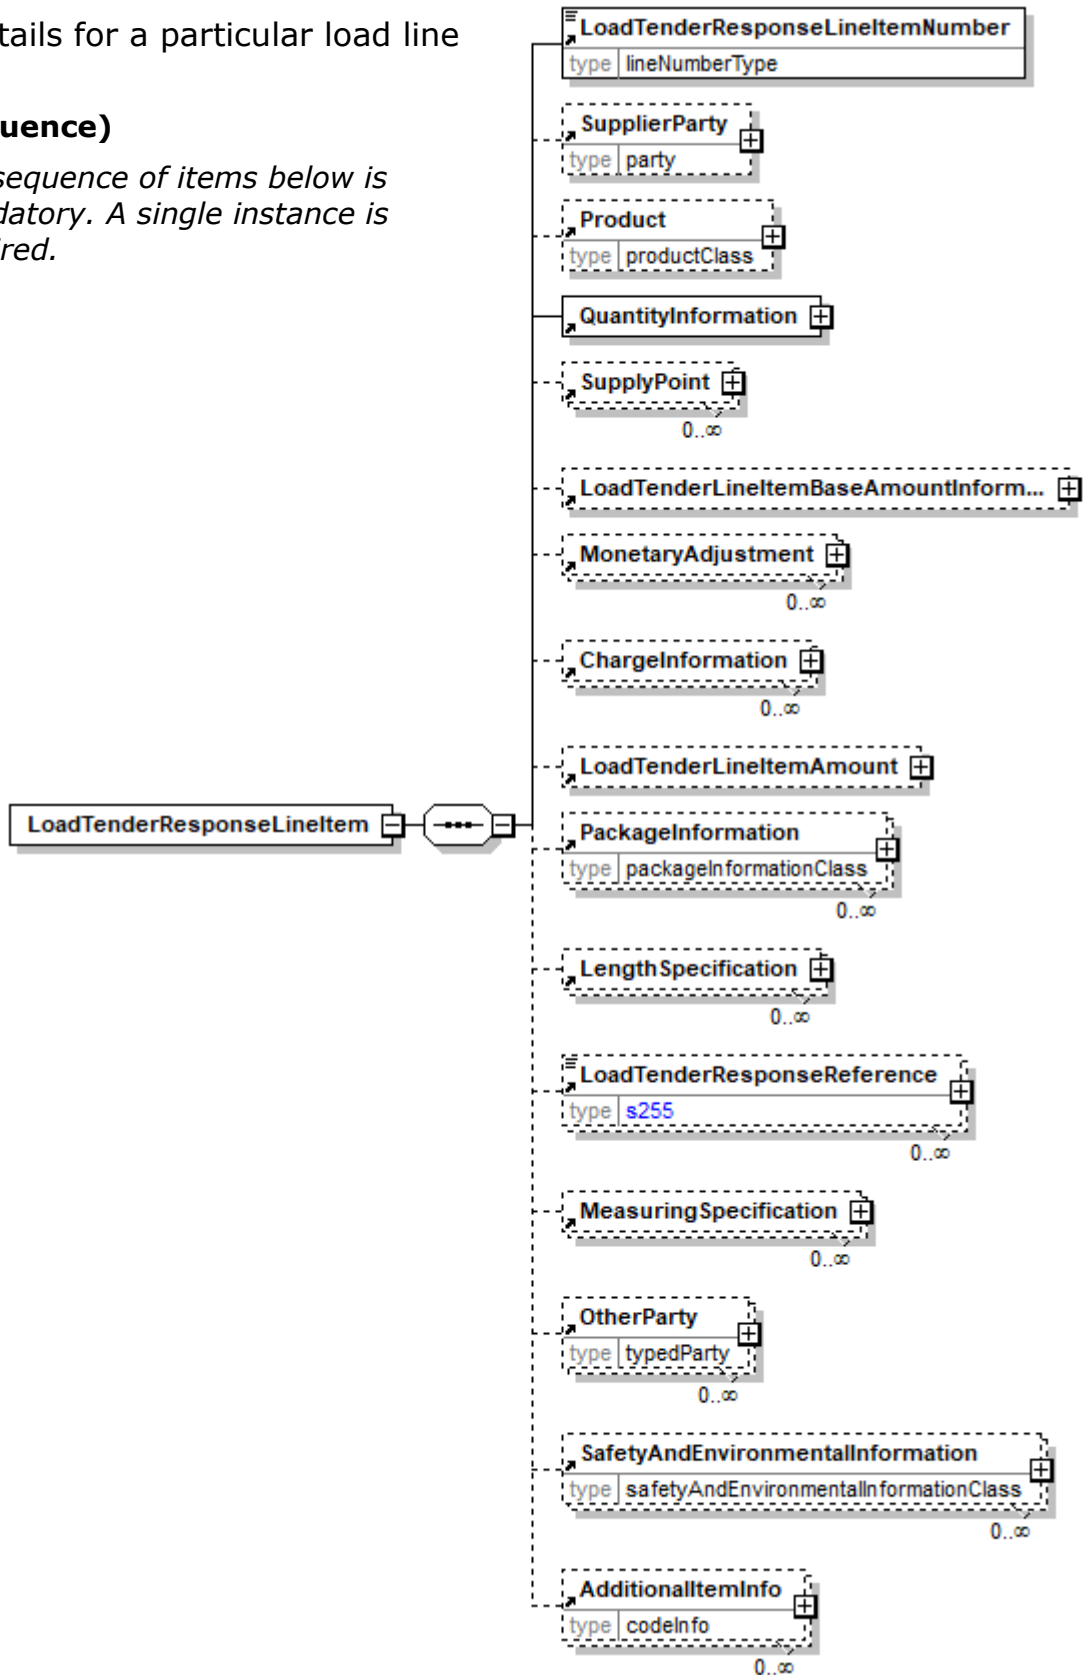 tails for a particular load line
uence)
sequence of items below is
datory. A single instance is
ired.
LoadTenderResponseLineItem
LoadTenderResponseLineItemNumber
type lineNumberType
SupplierParty
type party
Product
type productClass
QuantityInformation
SupplyPoint
0..∞
LoadTenderLineItemBaseAmountInform...
MonetaryAdjustment
0..∞
ChargeInformation
0..∞
LoadTenderLineItemAmount
PackageInformation
type packageInformationClass
0..∞
LengthSpecification
0..∞
LoadTenderResponseReference
type s255
0..∞
MeasuringSpecification
0..∞
OtherParty
type typedParty
0..∞
SafetyAndEnvironmentalInformation
type safetyAndEnvironmentalInformationClass
0..∞
AdditionalItemInfo
type codeInfo
0..∞